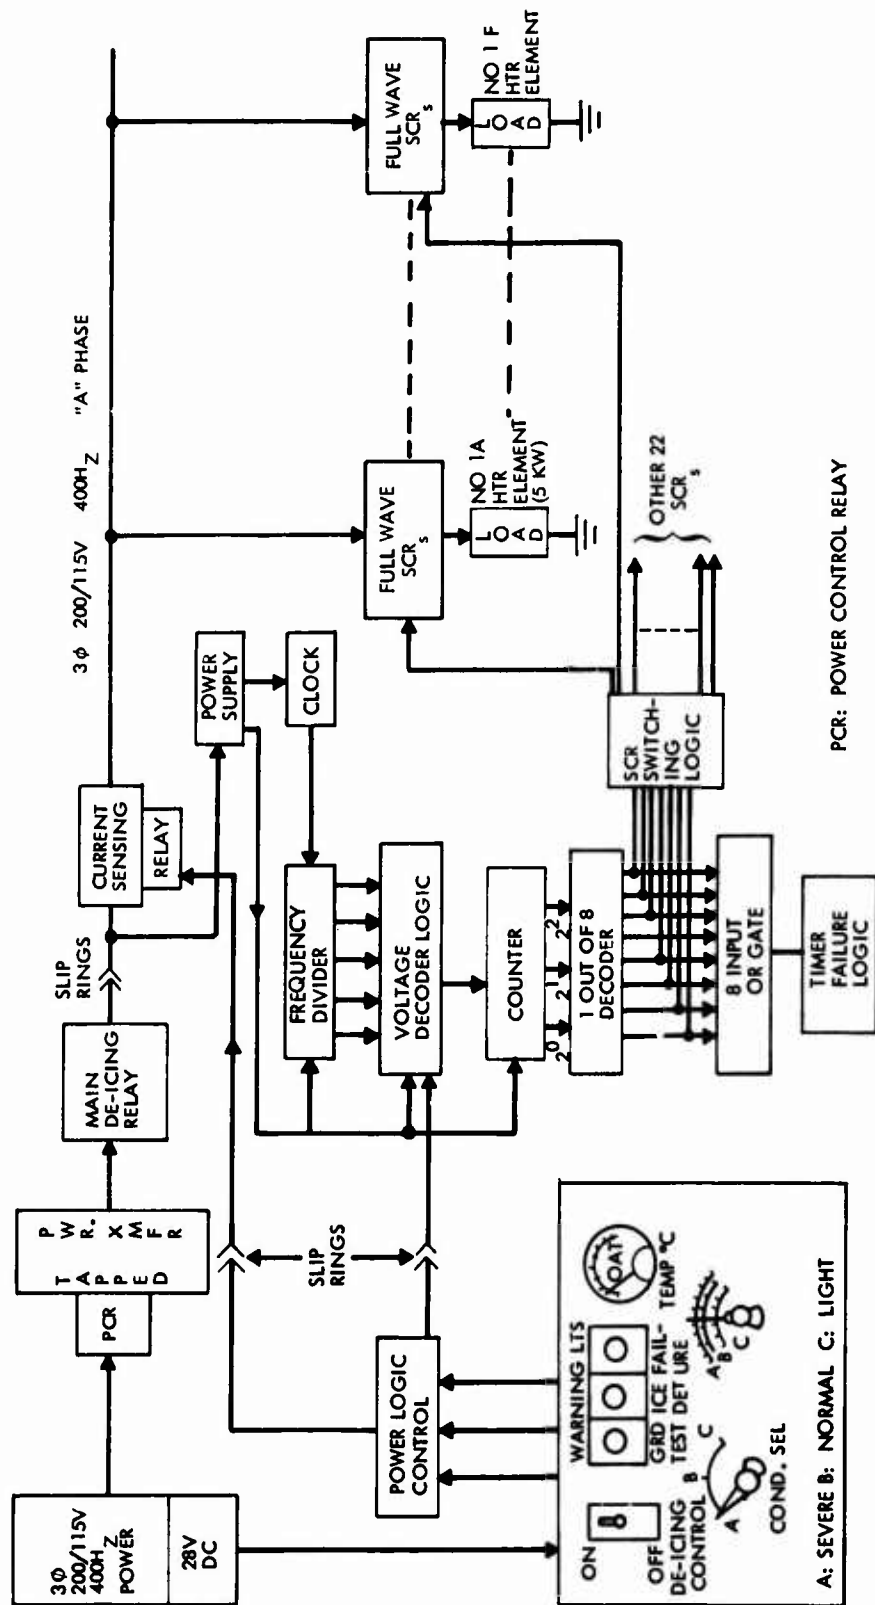 3Φ
200/115V
400HZ
POWER
28V
DC
PCR
TAPPED
PWR. XMFR
MAIN
DE-ICING
RELAY
SLIP
RINGS
CURRENT
SENSING
RELAY
3ϕ 200/115V 400HZ "A" PHASE
POWER
SUPPLY
CLOCK
FULL WAVE
SCRs
NO 1A
HTR
ELEMENT
(5 KW)
LOAD
FULL WAVE
SCRs
NO 1 F
HTR
ELEMENT
LOAD
SLIP
RINGS
FREQUENCY
DIVIDER
VOLTAGE
DECODER LOGIC
COUNTER
2^0 2^1 2^2
1 OUT OF 8
DECODER
SCR
SWITCH-
ING
LOGIC
OTHER 22
SCRs
8 INPUT
OR GATE
TIMER
FAILURE
LOGIC
POWER LOGIC
CONTROL
ON
OFF
DE-ICING
CONTROL
WARNING LTS
GRD ICE FAIL-
TEST DET URE
OAT
TEMP °C
A
B
C
A B C
COND. SEL
A: SEVERE B: NORMAL C: LIGHT
PCR: POWER CONTROL RELAY